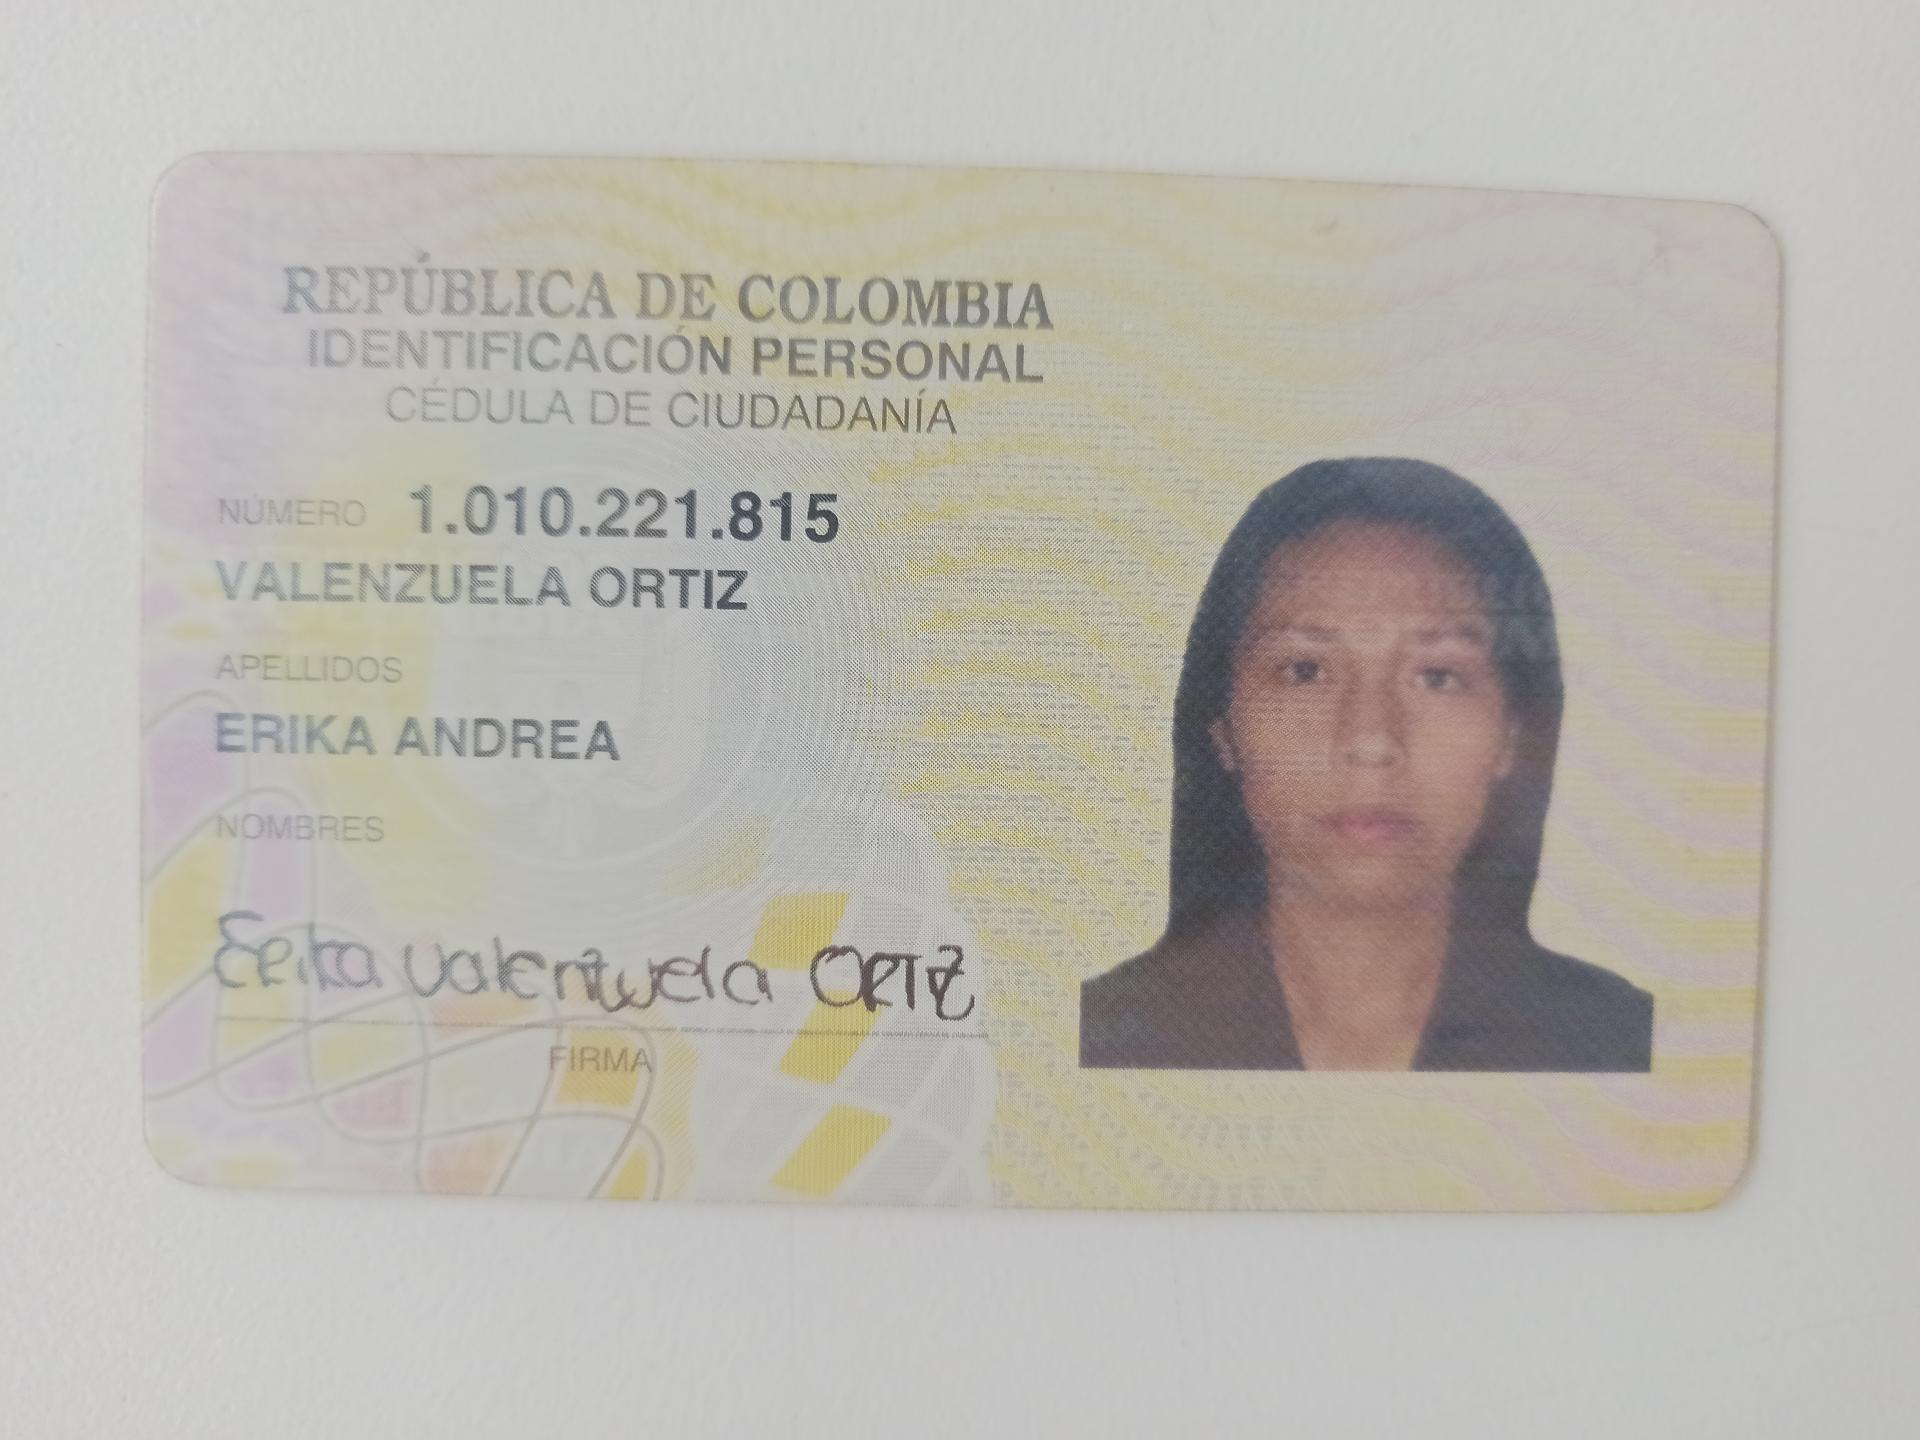 REPÚBLICA DE COLOMBIA
IDENTIFICACIÓN PERSONAL
CÉDULA DE CIUDADANÍA
NÚMERO 1.010.221.815
VALENZUELA ORTIZ
APELLIDOS
ERIKA ANDREA
NOMBRES
Erika Valenzuela ORTIZ
FIRMA